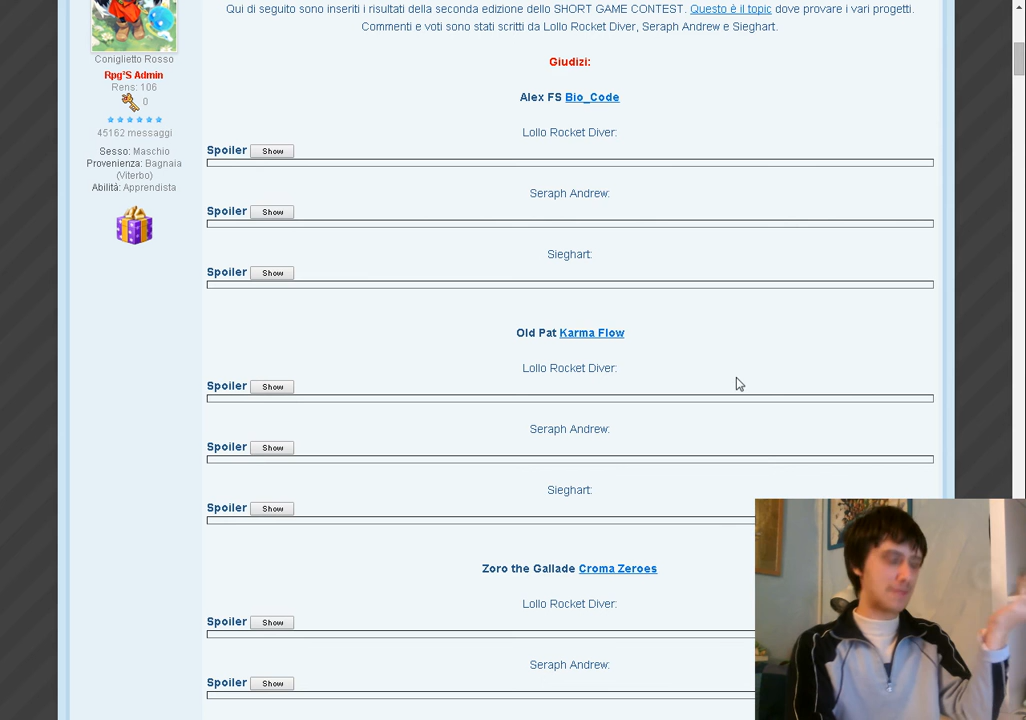 Qui di seguito sono inseriti i risultati della seconda edizione dello SHORT GAME CONTEST. Questo è il topic dove provare i vari progetti.
Commenti e voti sono stati scritti da Lollo Rocket Diver, Seraph Andrew e Sieghart.
Coniglietto Rosso
Rpg²S Admin
Rens: 106
0
45162 messaggi
Sesso: Maschio
Provenienza: Bagnaia
(Viterbo)
Abilitá: Apprendista
Giudizi:
Alex FS Bio_Code
Lollo Rocket Diver:
Spoiler Show
Seraph Andrew:
Spoiler Show
Sieghart:
Spoiler Show
Old Pat Karma Flow
Lollo Rocket Diver:
Spoiler Show
Seraph Andrew:
Spoiler Show
Sieghart:
Spoiler Show
Zoro the Gallade Croma Zeroes
Lollo Rocket Diver:
Spoiler Show
Seraph Andrew:
Spoiler Show